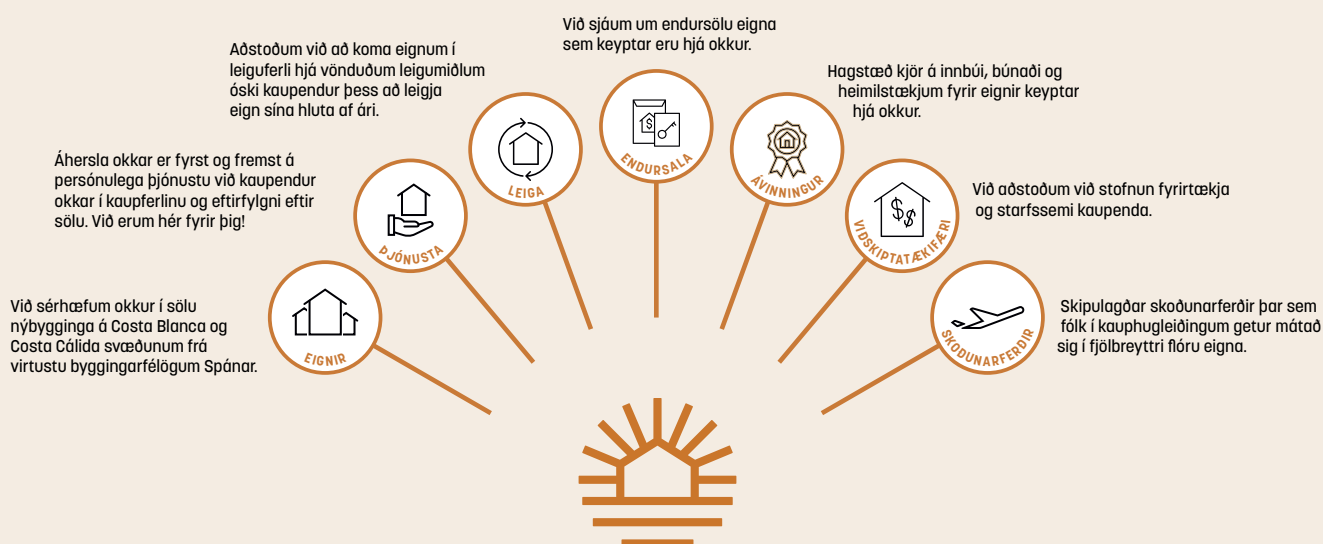 Við sérhæfum okkur í sölu
nýbygginga á Costa Blanca og
Costa Cálida svæðunum frá
virtustu byggingarfélögum Spánar.
EIGNIR
Áhersla okkar er fyrst og fremst á
persónulega þjónustu við kaupendur
okkar í kaupferlinu og eftirfylgni eftir
sölu. Við erum hér fyrir þig!
ÞJÓNUSTA
Aðstoðum við að koma eignum í
leiguferli hjá vönduðum leigumiðlum
óski kaupendur þess að leigja
eign sína hluta af ári.
LEIGA
Við sjáum um endursölu eigna
sem keyptar eru hjá okkur.
ENDURSALA
Hagstæð kjör á innbúi, búnaði og
heimilstækjum fyrir eignir keyptar
hjá okkur.
ÁVINNINGUR
Við aðstoðum við stofnun fyrirtækja
og starfssemi kaupenda.
VIÐSKIPTATÆKIFÆRI
Skipulagðar skoðunarferðir þar sem
fólk í kauphugleiðingum getur mátað
sig í fjölbreyttri flóru eigna.
SKOÐUNARFERÐIR